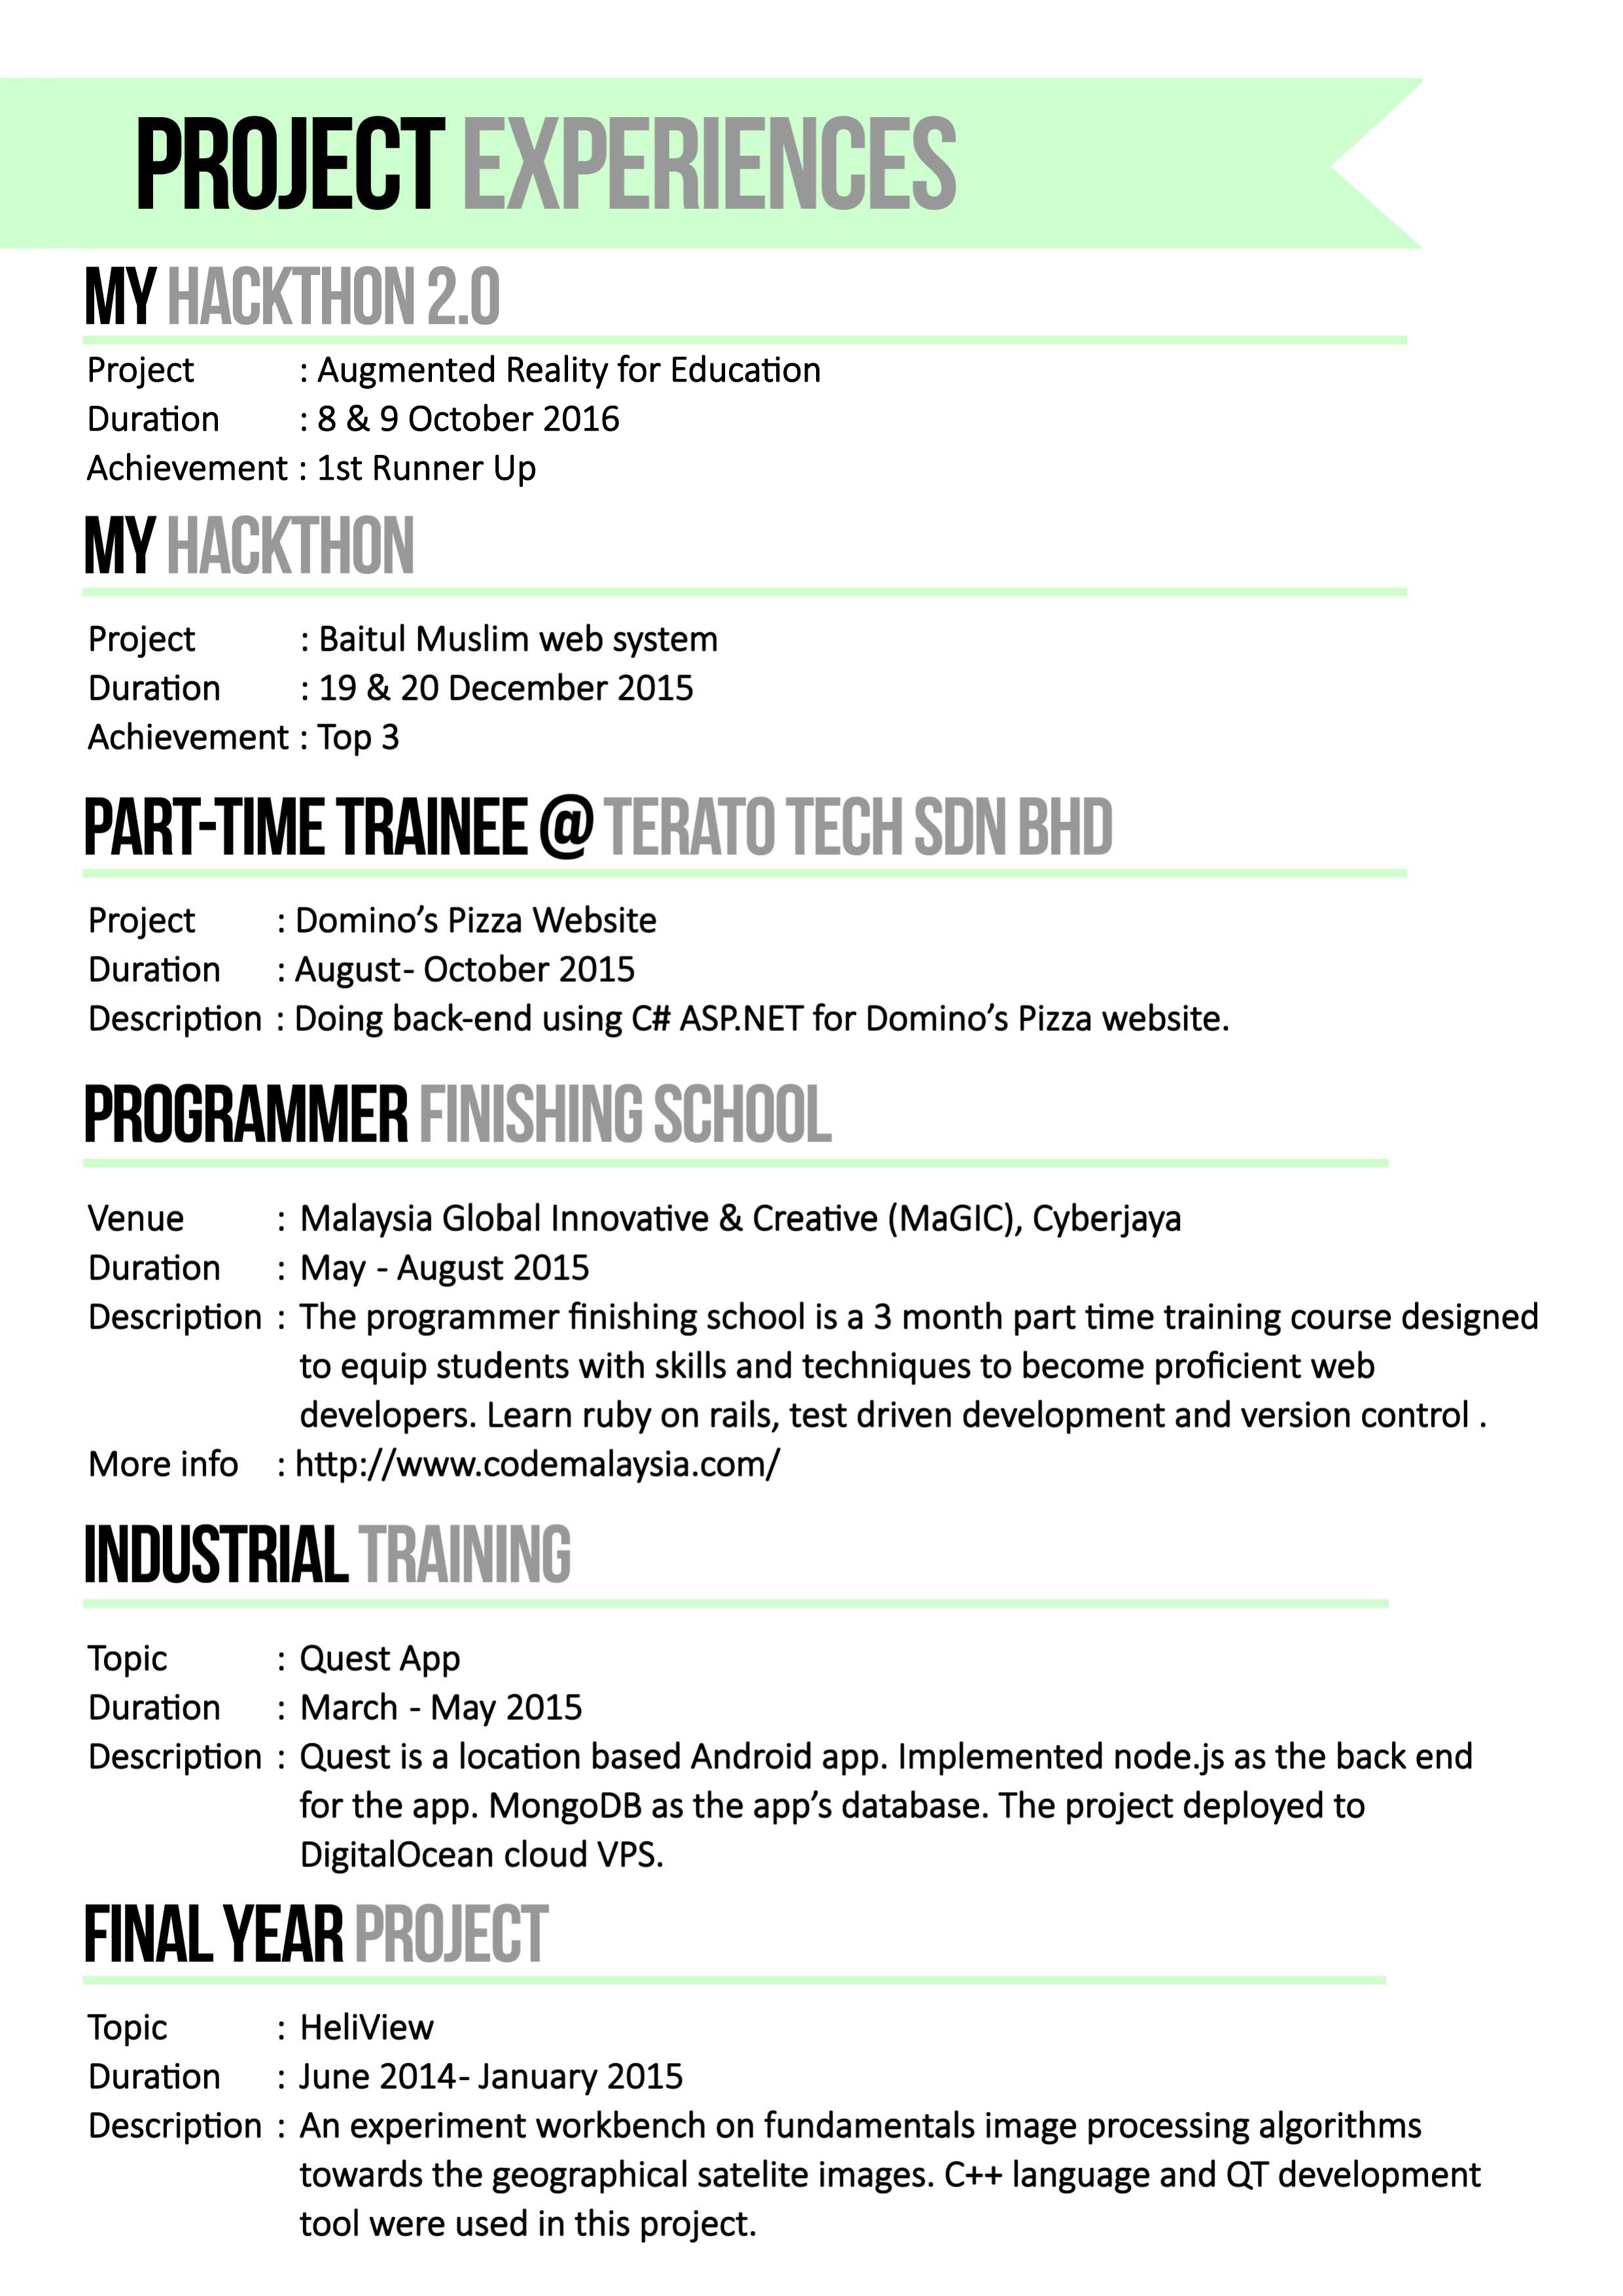 PROJECT EXPERIENCES
MY HACKTHON 2.0
Project : Augmented Reality for Education
Duration : 8 & 9 October 2016
Achievement : 1st Runner Up
MY HACKTHON
Project : Baitul Muslim web system
Duration : 19 & 20 December 2015
Achievement : Top 3
PART-TIME TRAINEE @ TERATO TECH SDN BHD
Project : Domino’s Pizza Website
Duration : August- October 2015
Description : Doing back-end using C# ASP.NET for Domino’s Pizza website.
PROGRAMMER FINISHING SCHOOL
Venue : Malaysia Global Innovative & Creative (MaGIC), Cyberjaya
Duration : May - August 2015
Description : The programmer finishing school is a 3 month part time training course designed
to equip students with skills and techniques to become proficient web
developers. Learn ruby on rails, test driven development and version control .
More info : http://www.codemalaysia.com/
INDUSTRIAL TRAINING
Topic : Quest App
Duration : March - May 2015
Description : Quest is a location based Android app. Implemented node.js as the back end
for the app. MongoDB as the app’s database. The project deployed to
DigitalOcean cloud VPS.
FINAL YEAR PROJECT
Topic : HeliView
Duration : June 2014- January 2015
Description : An experiment workbench on fundamentals image processing algorithms
towards the geographical satelite images. C++ language and QT development
tool were used in this project.